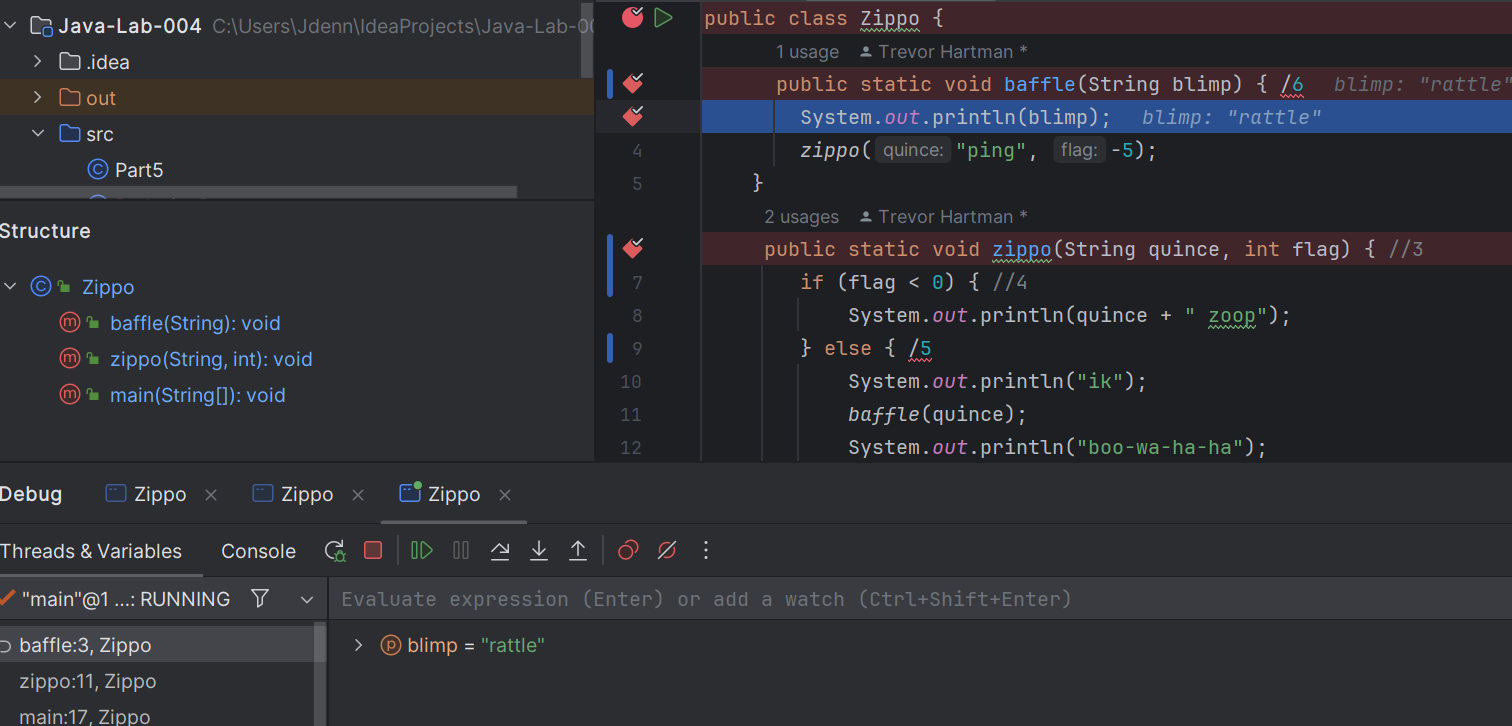 Java-Lab-004 C:\Users\Jdenn\IdeaProjects\Java-Lab-00
.idea
out
src
Part5
Structure
Zippo
baffle(String): void
zippo(String, int): void
main(String[]): void
public class Zippo {
1 usage Trevor Hartman *
public static void baffle(String blimp) { /6 blimp: "rattle"
System.out.println(blimp); blimp: "rattle"
4 zippo( quince: "ping", flag: -5);
5 }
2 usages Trevor Hartman *
public static void zippo(String quince, int flag) { //3
7 if (flag < 0) { //4
8 System.out.println(quince + " zoop");
9 } else { /5
10 System.out.println("ik");
11 baffle(quince);
12 System.out.println("boo-wa-ha-ha");
Debug Zippo Zippo Zippo
Threads & Variables Console
"main"@1 ...: RUNNING Evaluate expression (Enter) or add a watch (Ctrl+Shift+Enter)
baffle:3, Zippo
zippo:11, Zippo
main:17, Zippo
p blimp = "rattle"